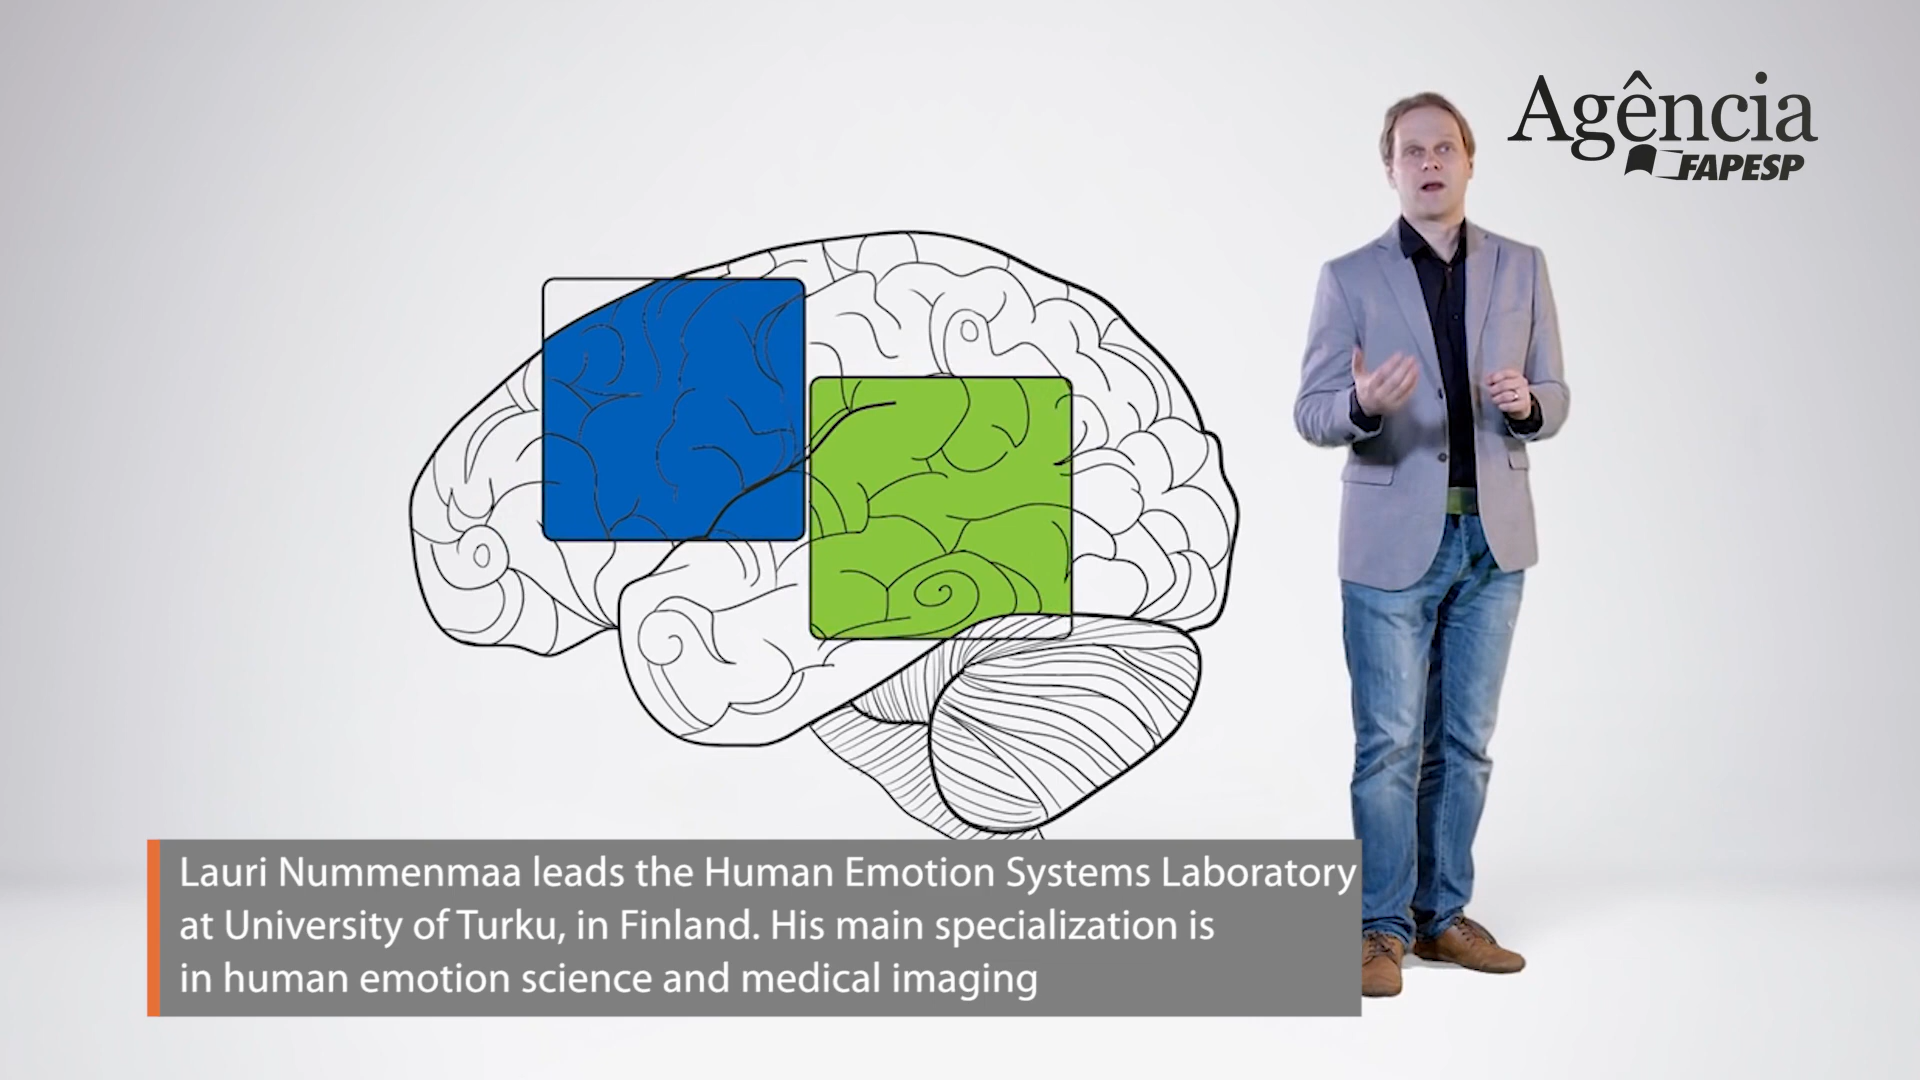 Agência
FAPESP
Lauri Nummenmaa leads the Human Emotion Systems Laboratory
at University of Turku, in Finland. His main specialization is
in human emotion science and medical imaging